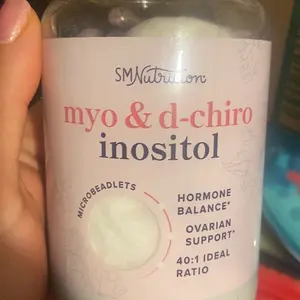 SMNutrition
myo & d-chiro
inositol
MICROBEADLETS
HORMONE
BALANCE*
OVARIAN
SUPPORT*
40:1 IDEAL
RATIO